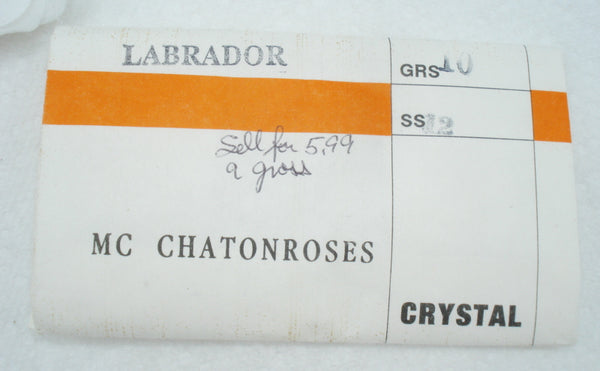 LABRADOR
GRS 10
SS 12
Sell for 5,99
a gross
MC CHATONROSES
CRYSTAL